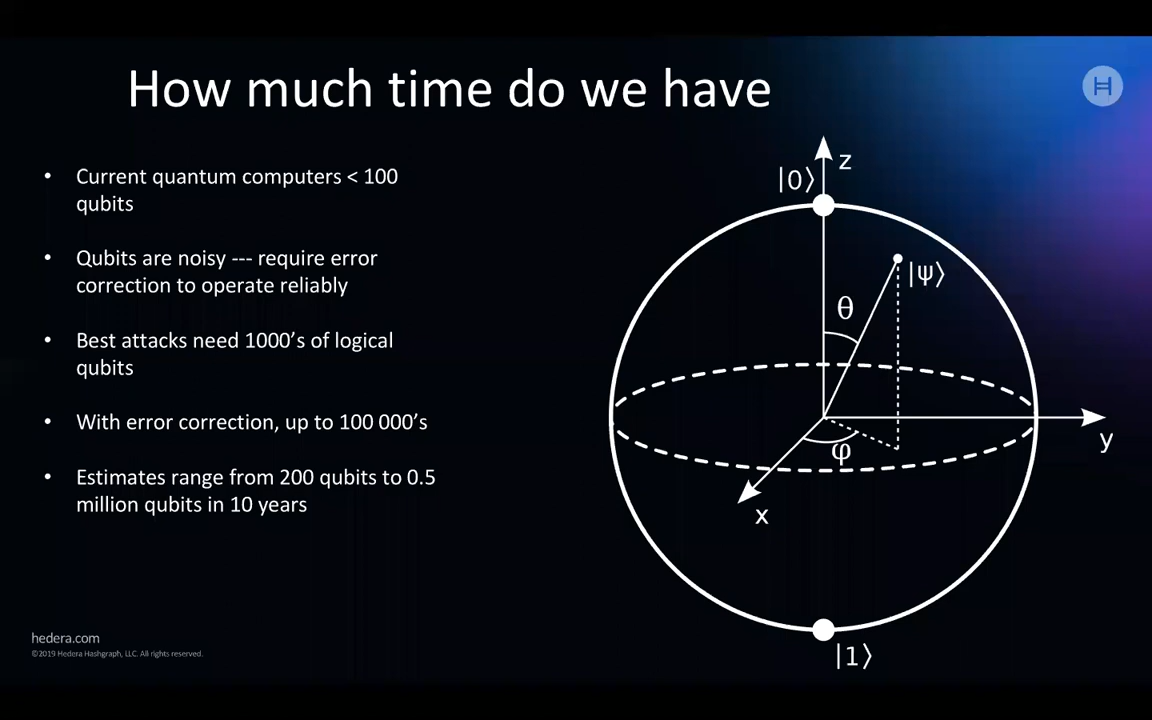 How much time do we have
• Current quantum computers < 100
qubits
• Qubits are noisy --- require error
correction to operate reliably
• Best attacks need 1000’s of logical
qubits
• With error correction, up to 100 000’s
• Estimates range from 200 qubits to 0.5
million qubits in 10 years
z
|0⟩
|ψ⟩
θ
y
φ
x
|1⟩
hedera.com
©2019 Hedera Hashgraph, LLC. All rights reserved.